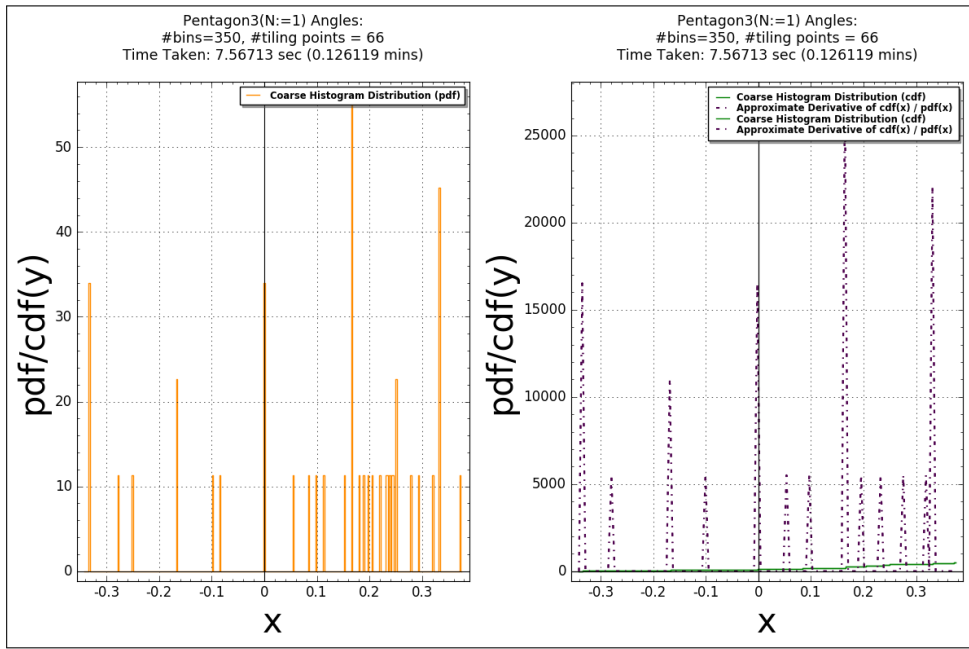 Pentagon3(N:=1) Angles:
#bins=350, #tiling points = 66
Time Taken: 7.56713 sec (0.126119 mins)
Coarse Histogram Distribution (pdf)
50
40
30
20
10
0
-0.3
-0.2
-0.1
0
0.1
0.2
0.3
pdf/cdf(y)
x
Pentagon3(N:=1) Angles:
#bins=350, #tiling points = 66
Time Taken: 7.56713 sec (0.126119 mins)
Coarse Histogram Distribution (cdf)
Approximate Derivative of cdf(x) / pdf(x)
Coarse Histogram Distribution (cdf)
Approximate Derivative of cdf(x) / pdf(x)
25000
20000
15000
10000
5000
0
-0.3
-0.2
-0.1
0
0.1
0.2
0.3
pdf/cdf(y)
x